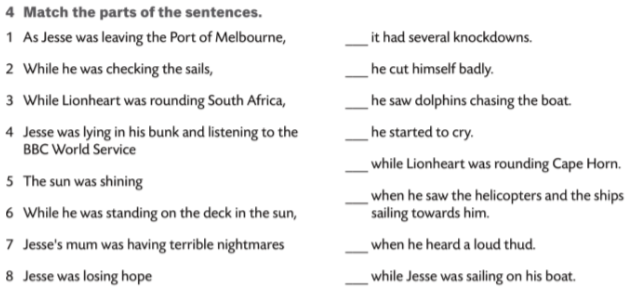 4 Match the parts of the sentences.
1 As Jesse was leaving the Port of Melbourne,
2 While he was checking the sails,
3 While Lionheart was rounding South Africa,
4 Jesse was lying in his bunk and listening to the
BBC World Service
5 The sun was shining
6 While he was standing on the deck in the sun,
7 Jesse's mum was having terrible nightmares
8 Jesse was losing hope
___ it had several knockdowns.
___ he cut himself badly.
___ he saw dolphins chasing the boat.
___ he started to cry.
___ while Lionheart was rounding Cape Horn.
___ when he saw the helicopters and the ships
sailing towards him.
___ when he heard a loud thud.
___ while Jesse was sailing on his boat.